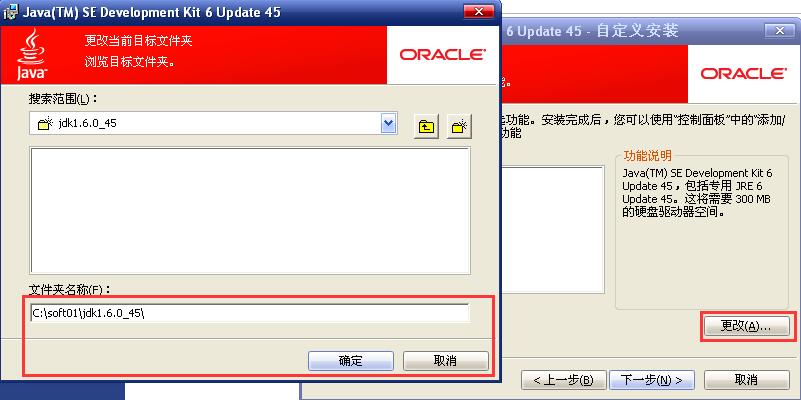 Java(TM) SE Development Kit 6 Update 45
更改当前目标文件夹
浏览目标文件夹。
Java
ORACLE
搜索范围(L)：
jdk1.6.0_45
文件夹名称(F)：
C:\soft01\jdk1.6.0_45\
确定
取消
6 Update 45 - 自定义安装
ORACLE
功能。安装完成后，您可以使用“控制面板”中的“添加/
功能
功能说明
Java(TM) SE Development Kit 6
Update 45，包括专用 JRE 6
Update 45。这将需要 300 MB
的硬盘驱动器空间。
更改(A)...
< 上一步(B)
下一步(N) >
取消